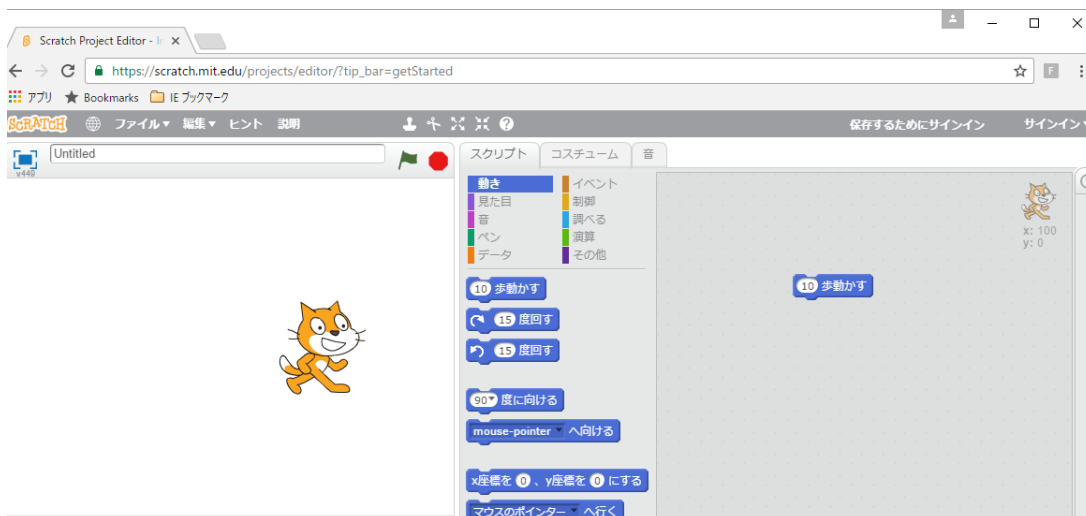 Scratch Project Editor - I
https://scratch.mit.edu/projects/editor/?tip_bar=getStarted
F
アプリ Bookmarks IE ブックマーク
SCRATCH ファイル▼ 編集▼ ヒント 説明 保存するためにサインイン サインイン▼
v449
Untitled
スクリプト コスチューム 音
動き イベント
見た目 制御
音 調べる
ペン 演算
データ その他
x: 100
y: 0
10 歩動かす
15 度回す
15 度回す
90▼ 度に向ける
mouse-pointer へ向ける
x座標を 0 、y座標を 0 にする
マウスのポインター へ行く
10 歩動かす